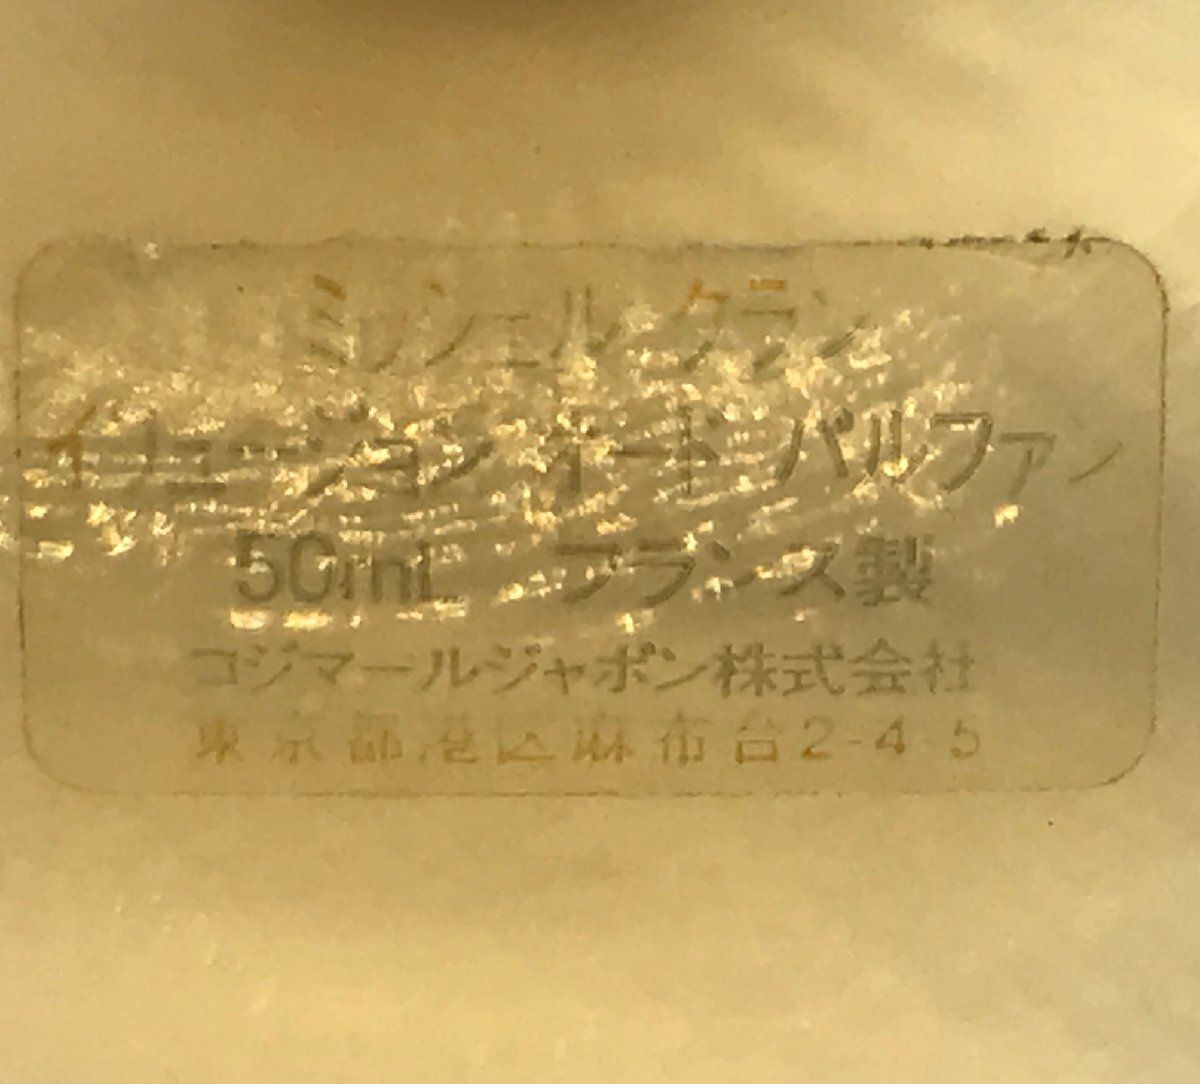 ミッシェル クラン
イリュージョン オード パルファン
50mL フランス製
コジマールジャポン株式会社
東京都港区麻布台2-4-5